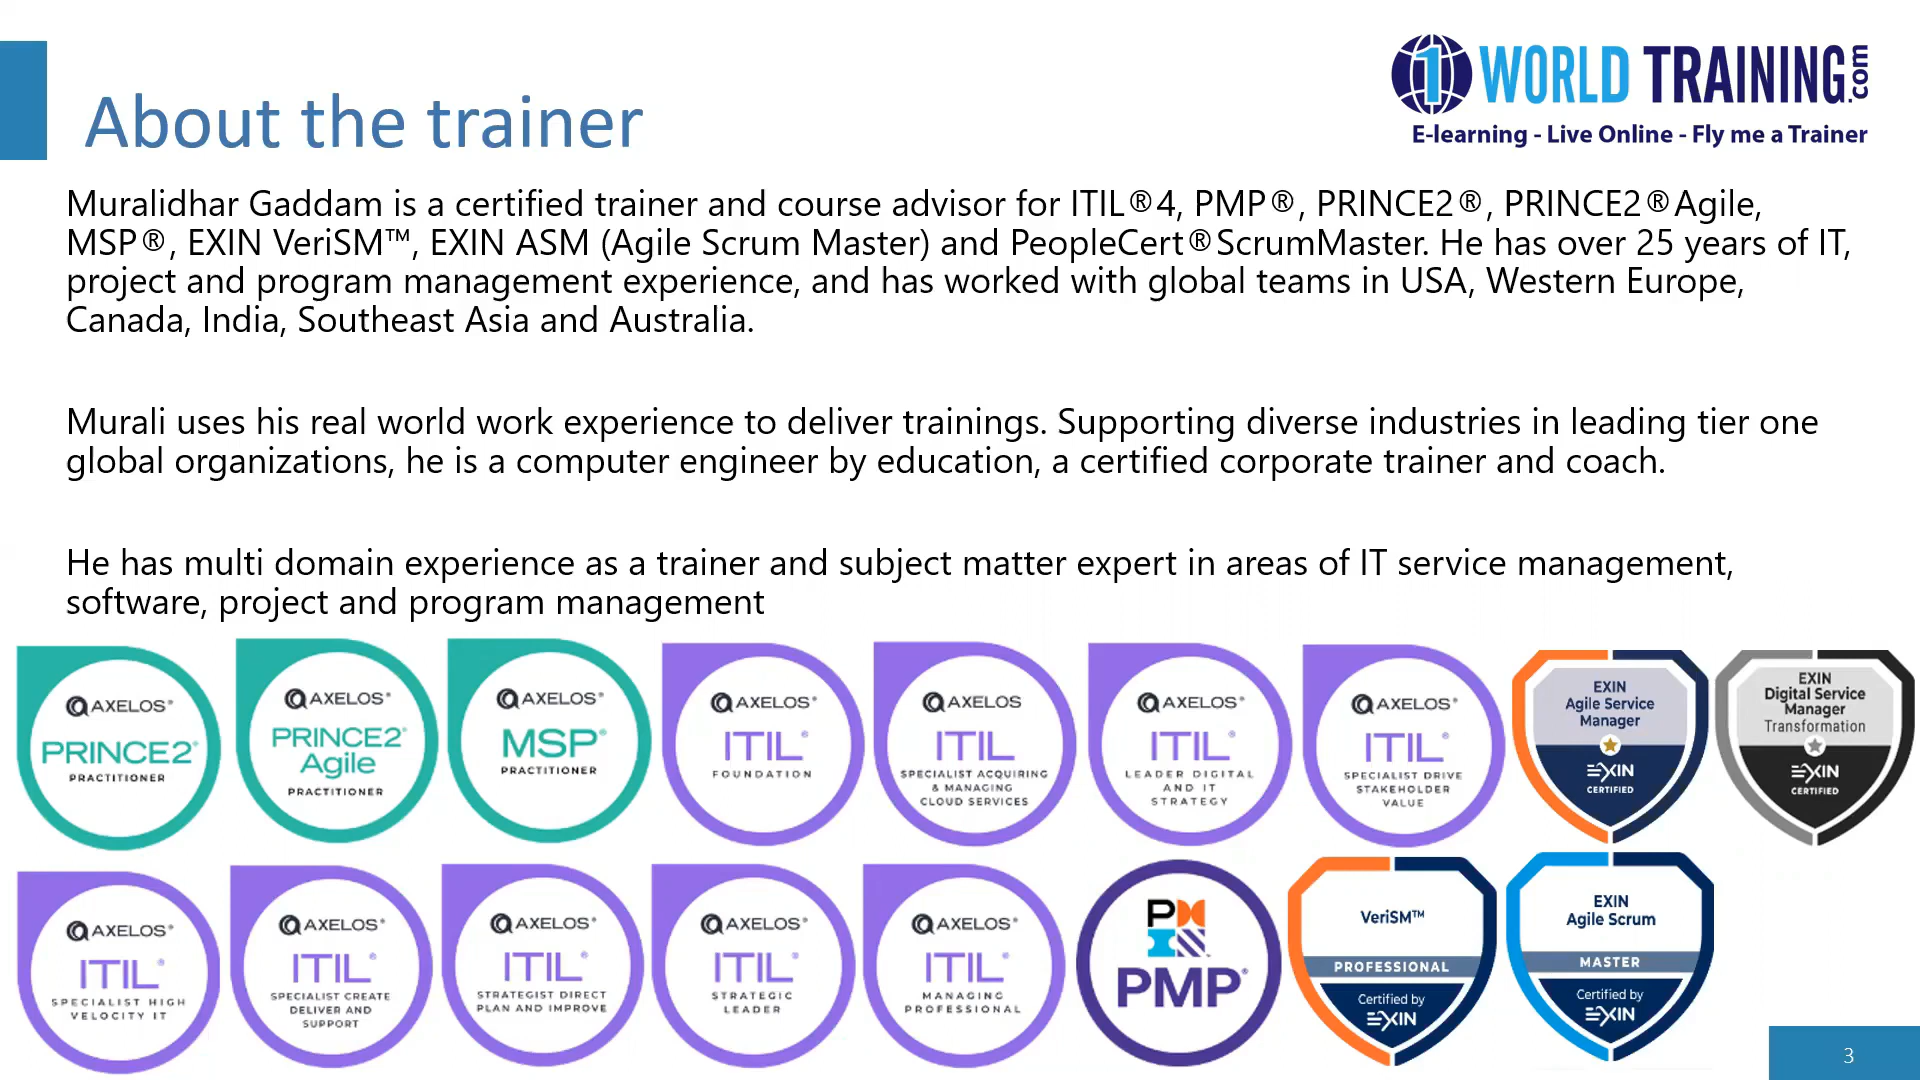 1 WORLD TRAINING.com
E-learning - Live Online - Fly me a Trainer
About the trainer
Muralidhar Gaddam is a certified trainer and course advisor for ITIL®4, PMP®, PRINCE2®, PRINCE2®Agile,
MSP®, EXIN VeriSM™, EXIN ASM (Agile Scrum Master) and PeopleCert®ScrumMaster. He has over 25 years of IT,
project and program management experience, and has worked with global teams in USA, Western Europe,
Canada, India, Southeast Asia and Australia.
Murali uses his real world work experience to deliver trainings. Supporting diverse industries in leading tier one
global organizations, he is a computer engineer by education, a certified corporate trainer and coach.
He has multi domain experience as a trainer and subject matter expert in areas of IT service management,
software, project and program management
AXELOS®
PRINCE2®
PRACTITIONER
AXELOS®
PRINCE2®
Agile
PRACTITIONER
AXELOS®
MSP®
PRACTITIONER
AXELOS®
ITIL®
FOUNDATION
AXELOS
ITIL
SPECIALIST ACQUIRING
& MANAGING
CLOUD SERVICES
AXELOS®
ITIL®
LEADER DIGITAL
AND IT
STRATEGY
AXELOS®
ITIL®
SPECIALIST DRIVE
STAKEHOLDER
VALUE
EXIN
Agile Service
Manager
EXIN
CERTIFIED
EXIN
Digital Service
Manager
Transformation
EXIN
CERTIFIED
AXELOS®
ITIL®
SPECIALIST HIGH
VELOCITY IT
AXELOS®
ITIL®
SPECIALIST CREATE
DELIVER AND
SUPPORT
AXELOS®
ITIL®
STRATEGIST DIRECT
PLAN AND IMPROVE
AXELOS®
ITIL®
STRATEGIC
LEADER
AXELOS®
ITIL®
MANAGING
PROFESSIONAL
PMI
PMP®
VeriSM™
PROFESSIONAL
Certified by
EXIN
EXIN
Agile Scrum
MASTER
Certified by
EXIN
3